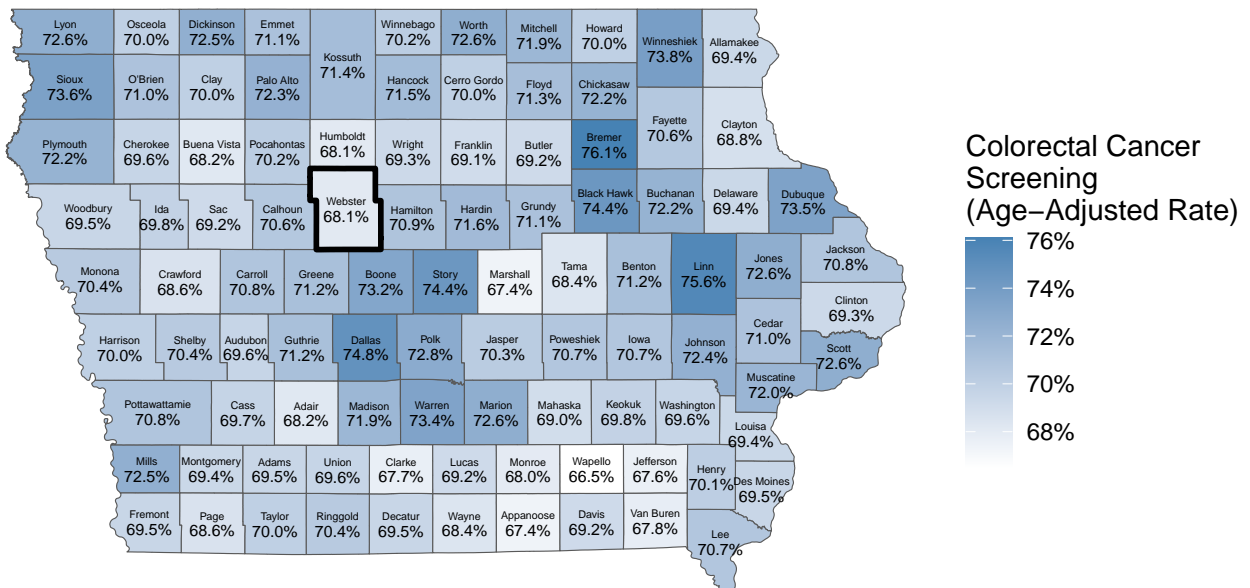 Lyon
72.6%
Osceola
70.0%
Dickinson
72.5%
Emmet
71.1%
Kossuth
71.4%
Winnebago
70.2%
Worth
72.6%
Mitchell
71.9%
Howard
70.0%
Winneshiek
73.8%
Allamakee
69.4%
Sioux
73.6%
O'Brien
71.0%
Clay
70.0%
Palo Alto
72.3%
Hancock
71.5%
Cerro Gordo
70.0%
Floyd
71.3%
Chickasaw
72.2%
Fayette
70.6%
Clayton
68.8%
Plymouth
72.2%
Cherokee
69.6%
Buena Vista
68.2%
Pocahontas
70.2%
Humboldt
68.1%
Wright
69.3%
Franklin
69.1%
Butler
69.2%
Bremer
76.1%
Woodbury
69.5%
Ida
69.8%
Sac
69.2%
Calhoun
70.6%
Webster
68.1%
Hamilton
70.9%
Hardin
71.6%
Grundy
71.1%
Black Hawk
74.4%
Buchanan
72.2%
Delaware
69.4%
Dubuque
73.5%
Monona
70.4%
Crawford
68.6%
Carroll
70.8%
Greene
71.2%
Boone
73.2%
Story
74.4%
Marshall
67.4%
Tama
68.4%
Benton
71.2%
Linn
75.6%
Jones
72.6%
Jackson
70.8%
Clinton
69.3%
Harrison
70.0%
Shelby
70.4%
Audubon
69.6%
Guthrie
71.2%
Dallas
74.8%
Polk
72.8%
Jasper
70.3%
Poweshiek
70.7%
Iowa
70.7%
Johnson
72.4%
Cedar
71.0%
Scott
72.6%
Muscatine
72.0%
Pottawattamie
70.8%
Cass
69.7%
Adair
68.2%
Madison
71.9%
Warren
73.4%
Marion
72.6%
Mahaska
69.0%
Keokuk
69.8%
Washington
69.6%
Louisa
69.4%
Mills
72.5%
Montgomery
69.4%
Adams
69.5%
Union
69.6%
Clarke
67.7%
Lucas
69.2%
Monroe
68.0%
Wapello
66.5%
Jefferson
67.6%
Henry
70.1%
Des Moines
69.5%
Fremont
69.5%
Page
68.6%
Taylor
70.0%
Ringgold
70.4%
Decatur
69.5%
Wayne
68.4%
Appanoose
67.4%
Davis
69.2%
Van Buren
67.8%
Lee
70.7%
Colorectal Cancer
Screening
(Age−Adjusted Rate)
76%
74%
72%
70%
68%